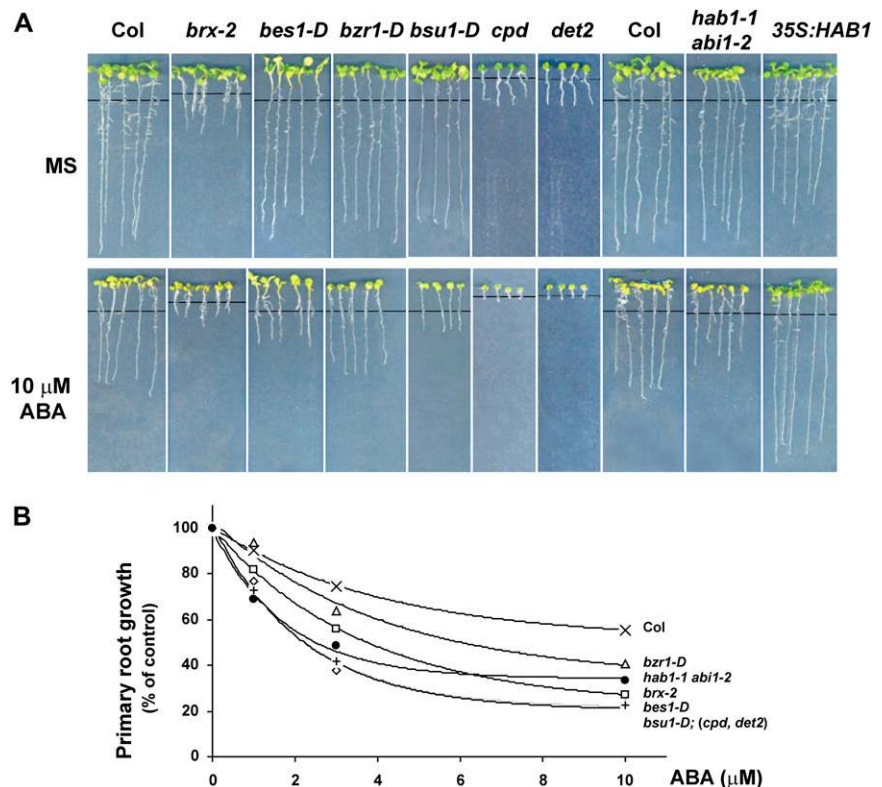 A
Col brx-2 bes1-D bzr1-D bsu1-D cpd det2 Col hab1-1 abi1-2 35S:HAB1
MS
10 μM
ABA
B
Primary root growth
(% of control)
100
80
60
40
20
0
0 2 4 6 8 10 ABA (μM)
Col
bzr1-D
hab1-1 abi1-2
brx-2
bes1-D
bsu1-D; (cpd, det2)